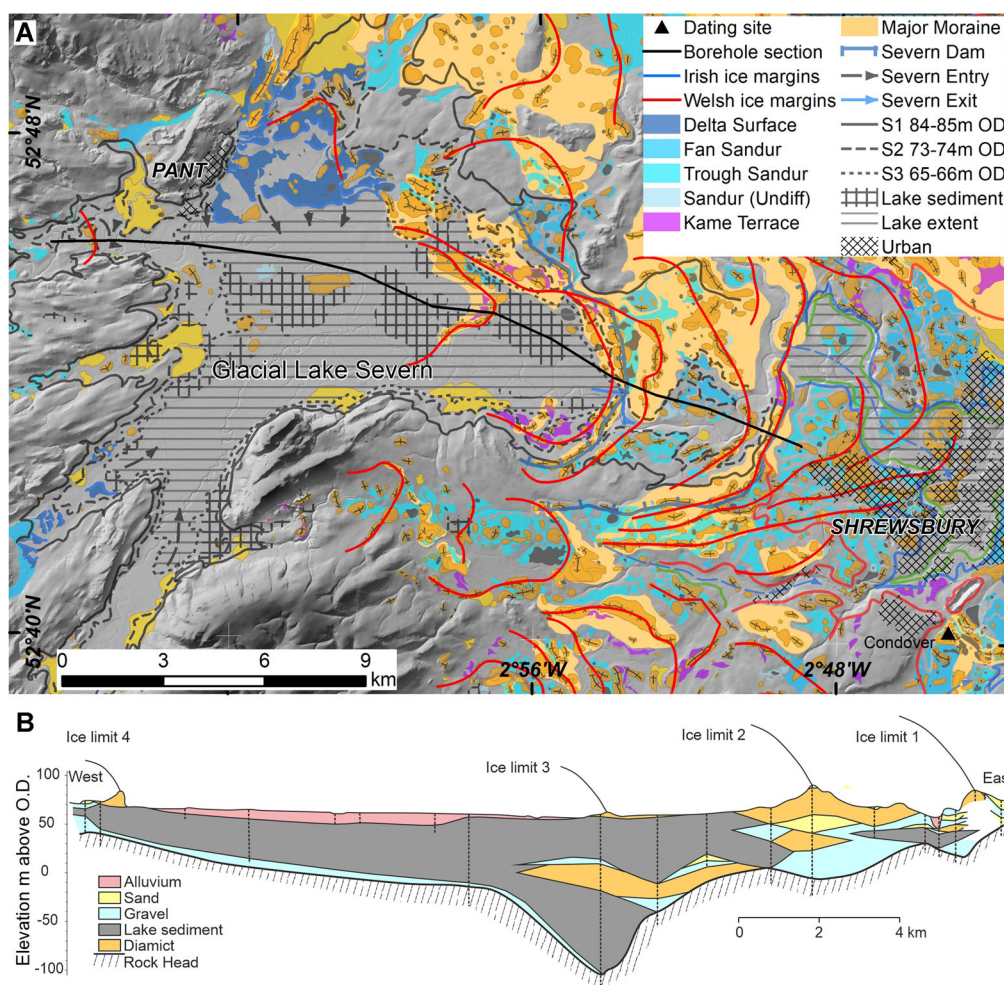 A
Dating site
Borehole section
Irish ice margins
Welsh ice margins
Delta Surface
Fan Sandur
Trough Sandur
Sandur (Undiff)
Kame Terrace
Major Moraine
Severn Dam
Severn Entry
Severn Exit
S1 84-85m OD
S2 73-74m OD
S3 65-66m OD
Lake sediment
Lake extent
Urban
52°48'N
PANT
Glacial Lake Severn
SHREWSBURY
Condover
52°40'N
0 3 6 9
km
2°56'W
2°48'W
B
Ice limit 4
West
Ice limit 3
Ice limit 2
Ice limit 1
Eas
Elevation m above O.D.
100
50
0
-50
-100
Alluvium
Sand
Gravel
Lake sediment
Diamict
Rock Head
0 2 4 km